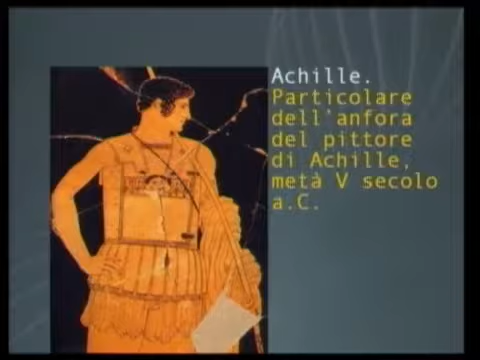 Achille.
Particolare
dell'anfora
del pittore
di Achille,
metà V secolo
a.C.